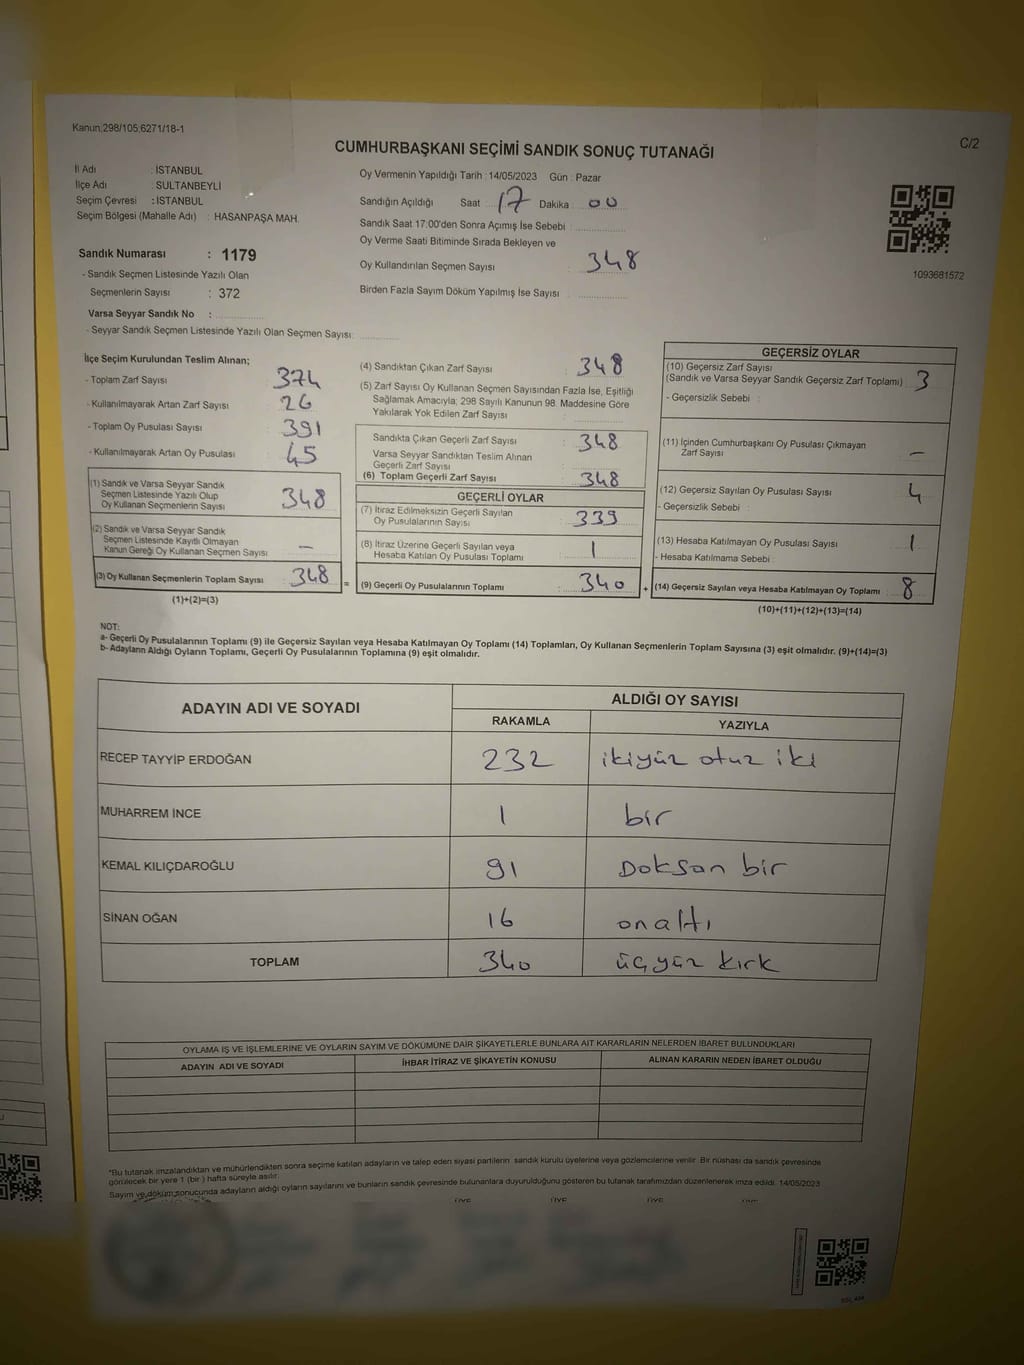 Kanun:298/105;6271/18-1
C/2
CUMHURBAŞKANI SEÇİMİ SANDIK SONUÇ TUTANAĞI
İl Adı : İSTANBUL
İlçe Adı : SULTANBEYLİ
Seçim Çevresi : İSTANBUL
Seçim Bölgesi (Mahalle Adı) : HASANPAŞA MAH.
Sandık Numarası : 1179
- Sandık Seçmen Listesinde Yazılı Olan
Seçmenlerin Sayısı : 372
Varsa Seyyar Sandık No :
- Seyyar Sandık Seçmen Listesinde Yazılı Olan Seçmen Sayısı:
Oy Vermenin Yapıldığı Tarih : 14/05/2023 Gün : Pazar
Sandığın Açıldığı Saat 17 Dakika 00
Sandık Saat 17:00'den Sonra Açımış İse Sebebi :
Oy Verme Saati Bitiminde Sırada Bekleyen ve
Oy Kullandırılan Seçmen Sayısı : 348
Birden Fazla Sayım Döküm Yapılmış İse Sayısı :
1093681572
İlçe Seçim Kurulundan Teslim Alınan;
- Toplam Zarf Sayısı : 374
- Kullanılmayarak Artan Zarf Sayısı : 26
- Toplam Oy Pusulası Sayısı : 391
- Kullanılmayarak Artan Oy Pusulası : 45
(1) Sandık ve Varsa Seyyar Sandık
Seçmen Listesinde Yazılı Olup
Oy Kullanan Seçmenlerin Sayısı : 348
(2) Sandık ve Varsa Seyyar Sandık
Seçmen Listesinde Kayıtlı Olmayan
Kanun Gereği Oy Kullanan Seçmen Sayısı : –
(3) Oy Kullanan Seçmenlerin Toplam Sayısı : 348
(1)+(2)=(3)
=
(4) Sandıktan Çıkan Zarf Sayısı : 348
(5) Zarf Sayısı Oy Kullanan Seçmen Sayısından Fazla İse, Eşitliği
Sağlamak Amacıyla; 298 Sayılı Kanunun 98. Maddesine Göre
Yakılarak Yok Edilen Zarf Sayısı :
Sandıkta Çıkan Geçerli Zarf Sayısı : 348
Varsa Seyyar Sandıktan Teslim Alınan
Geçerli Zarf Sayısı :
(6) Toplam Geçerli Zarf Sayısı : 348
GEÇERLİ OYLAR
(7) İtiraz Edilmeksizin Geçerli Sayılan
Oy Pusulalarının Sayısı : 339
(8) İtiraz Üzerine Geçerli Sayılan veya
Hesaba Katılan Oy Pusulası Toplamı : 1
(9) Geçerli Oy Pusulalarının Toplamı : 340
+
GEÇERSİZ OYLAR
(10) Geçersiz Zarf Sayısı
(Sandık ve Varsa Seyyar Sandık Geçersiz Zarf Toplamı) : 3
- Geçersizlik Sebebi :
(11) İçinden Cumhurbaşkanı Oy Pusulası Çıkmayan
Zarf Sayısı : –
(12) Geçersiz Sayılan Oy Pusulası Sayısı : 4
- Geçersizlik Sebebi :
(13) Hesaba Katılmayan Oy Pusulası Sayısı : 1
- Hesaba Katılmama Sebebi :
(14) Geçersiz Sayılan veya Hesaba Katılmayan Oy Toplamı : 8
(10)+(11)+(12)+(13)=(14)
NOT:
a- Geçerli Oy Pusulalarının Toplamı (9) ile Geçersiz Sayılan veya Hesaba Katılmayan Oy Toplamı (14) Toplamları, Oy Kullanan Seçmenlerin Toplam Sayısına (3) eşit olmalıdır. (9)+(14)=(3)
b- Adayların Aldığı Oyların Toplamı, Geçerli Oy Pusulalarının Toplamına (9) eşit olmalıdır.
ADAYIN ADI VE SOYADI
ALDIĞI OY SAYISI
RAKAMLA YAZIYLA
RECEP TAYYİP ERDOĞAN 232 ikiyüz otuz iki
MUHARREM İNCE 1 bir
KEMAL KILIÇDAROĞLU 91 Doksan bir
SİNAN OĞAN 16 onaltı
TOPLAM 340 üçyüz kırk
OYLAMA İŞ VE İŞLEMLERİNE VE OYLARIN SAYIM VE DÖKÜMÜNE DAİR ŞİKAYETLERLE BUNLARA AİT KARARLARIN NELERDEN İBARET BULUNDUKLARI
ADAYIN ADI VE SOYADI İHBAR İTİRAZ VE ŞİKAYETİN KONUSU ALINAN KARARIN NEDEN İBARET OLDUĞU
*Bu tutanak imzalandıktan ve mühürlendikten sonra seçime katılan adayların ve talep eden siyasi partilerin sandık kurulu üyelerine veya gözlemcilerine verilir. Bir nüshası da sandık çevresinde
görülecek bir yere 1 (bir) hafta süreyle asılır.
Sayım ve döküm sonucunda adayların aldığı oyların sayılarını ve bunların sandık çevresinde bulunanlara duyurulduğunu gösteren bu tutanak tarafımızdan düzenlenerek imza edildi. 14/05/2023